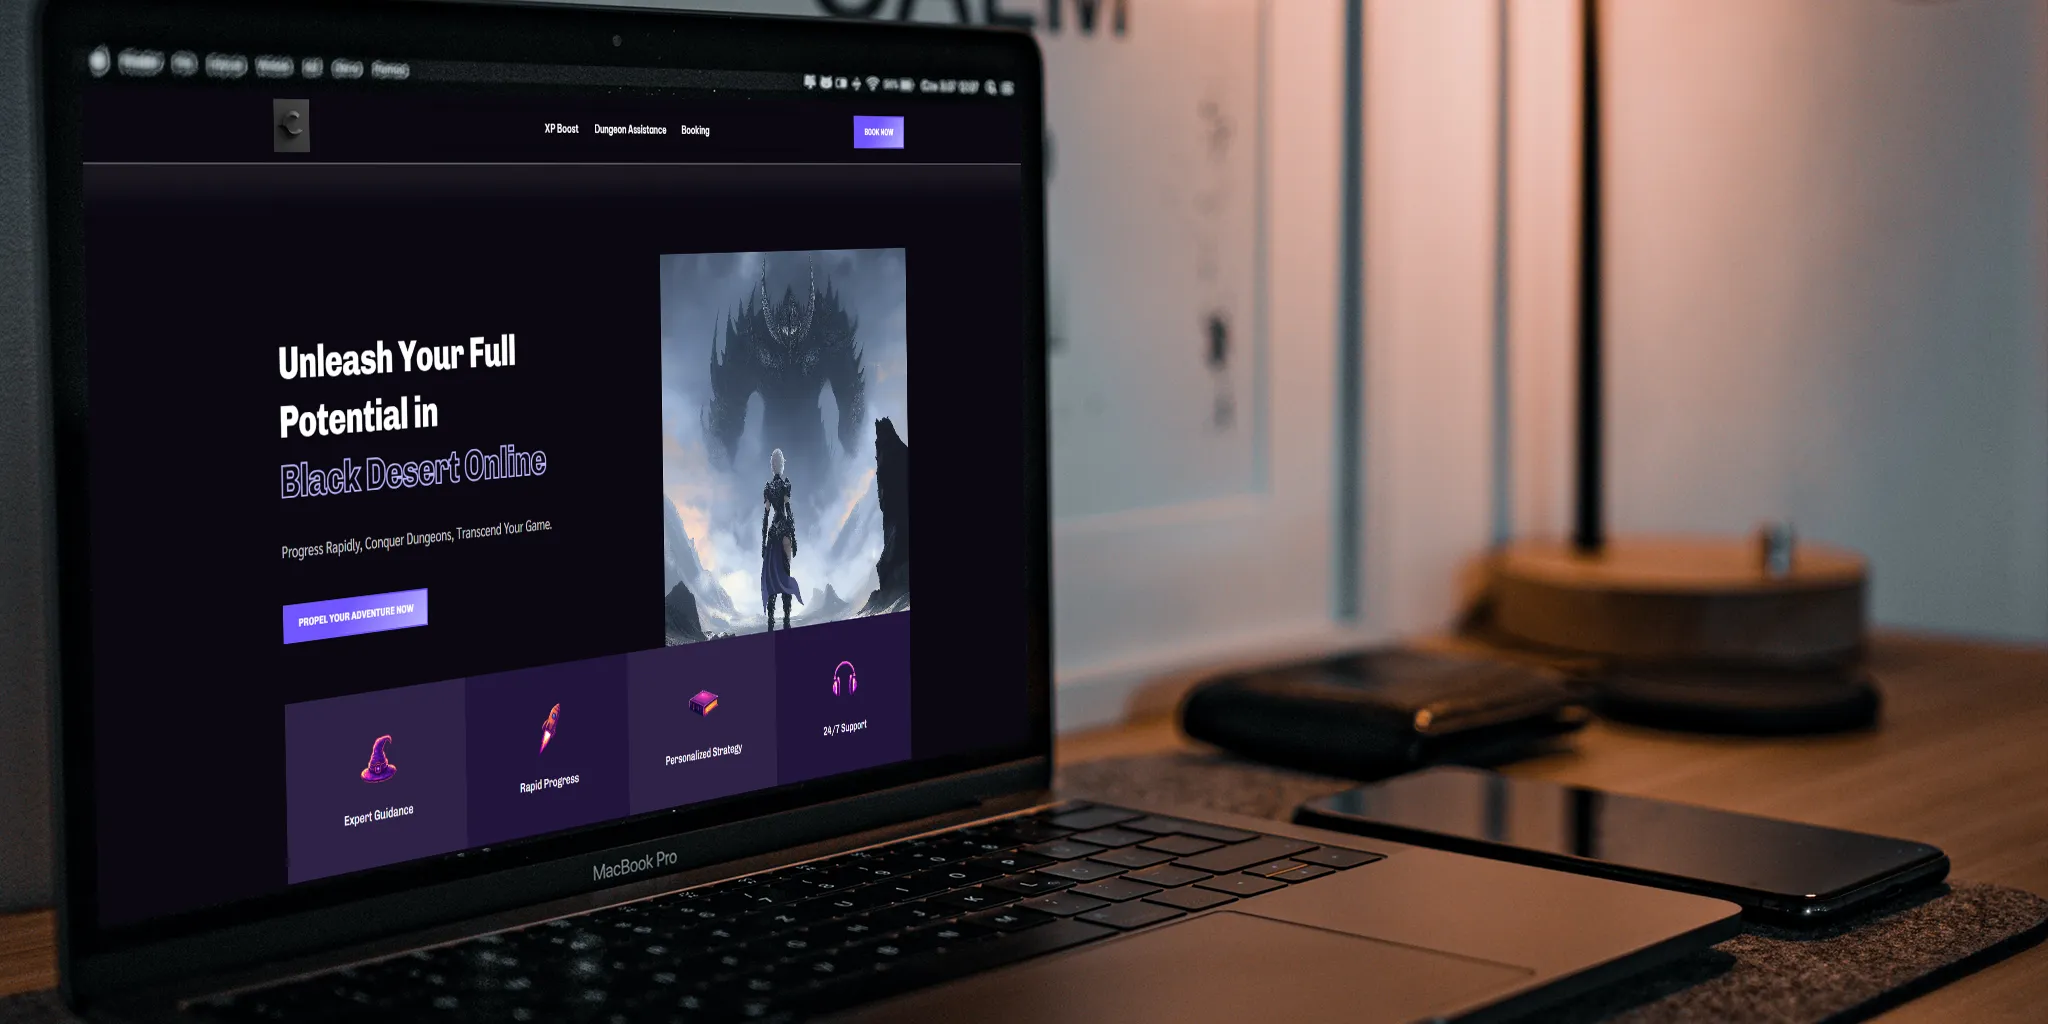 XP Boost
Dungeon Assistance
Booking
BOOK NOW
Unleash Your Full
Potential in
Black Desert Online
Progress Rapidly, Conquer Dungeons, Transcend Your Game.
PROPEL YOUR ADVENTURE NOW
Expert Guidance
Rapid Progress
Personalized Strategy
24/7 Support
MacBook Pro